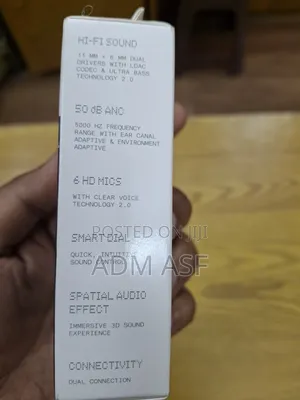 HI-FI SOUND
11 MM + 6 MM DUAL
DRIVERS WITH LDAC
CODEC & ULTRA BASS
TECHNOLOGY 2.0
50 dB ANC
5000 HZ FREQUENCY
RANGE WITH EAR CANAL
ADAPTIVE & ENVIRONMENT
ADAPTIVE
6 HD MICS
WITH CLEAR VOICE
TECHNOLOGY 2.0
POSTED ON JIJI
SMART DIAL
QUICK, INTUITIVE
SOUND CONTROL
ADM ASF
SPATIAL AUDIO
EFFECT
IMMERSIVE 3D SOUND
EXPERIENCE
CONNECTIVITY
DUAL CONNECTION